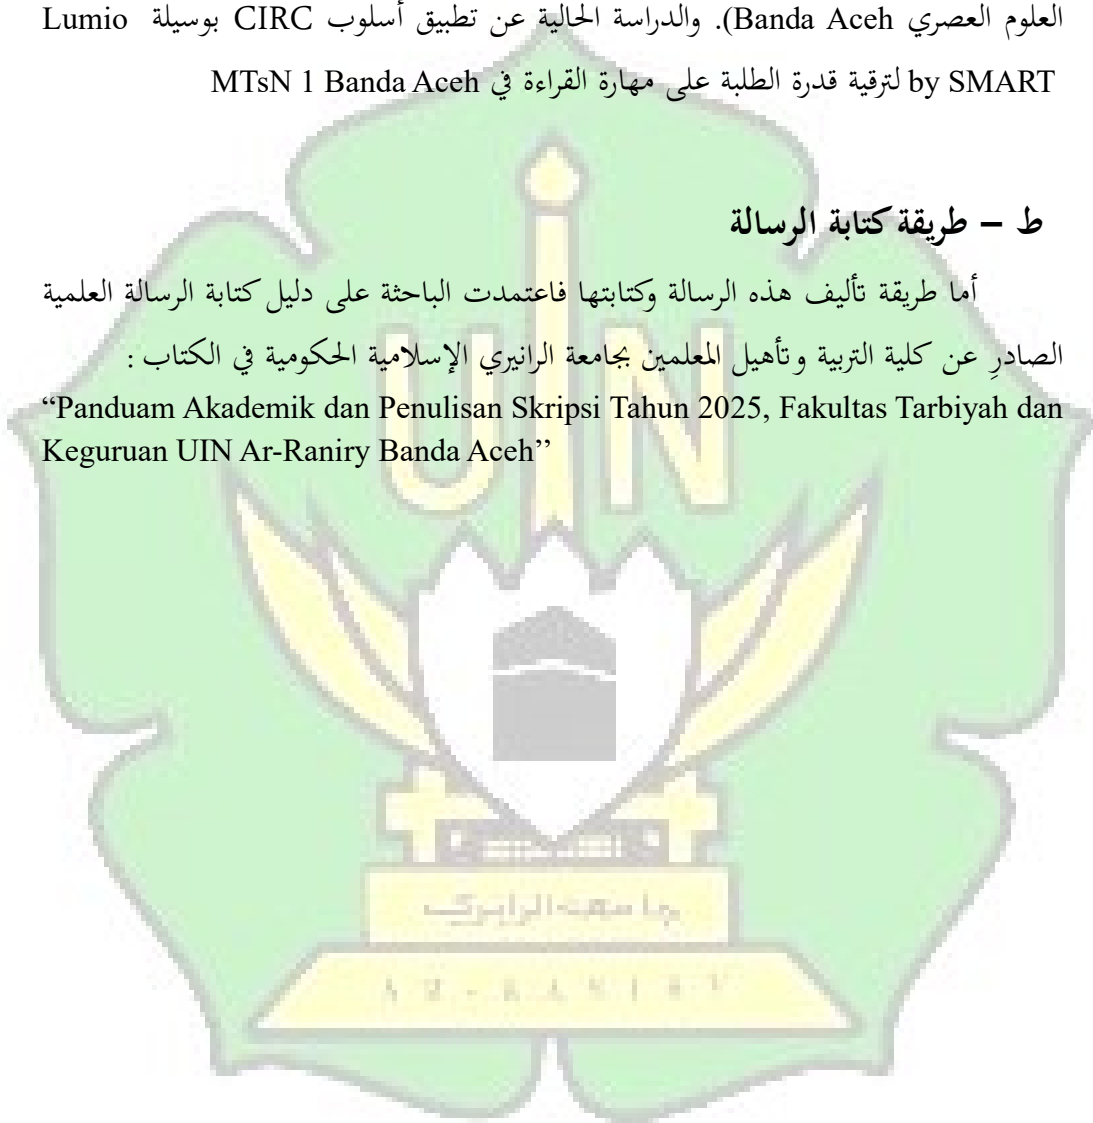 العلوم العصري Banda Aceh). والدراسة الحالية عن تطبيق أسلوب CIRC بوسيلة Lumio
by SMART لترقية قدرة الطلبة على مهارة القراءة في MTsN 1 Banda Aceh
ط – طريقة كتابة الرسالة
أما طريقة تأليف هذه الرسالة وكتابتها فاعتمدت الباحثة على دليل كتابة الرسالة العلمية
الصادرِ عن كلية التربية وتأهيل المعلمين بجامعة الرانيري الإسلامية الحكومية في الكتاب :
“Panduam Akademik dan Penulisan Skripsi Tahun 2025, Fakultas Tarbiyah dan
Keguruan UIN Ar-Raniry Banda Aceh’’
UIN
جامعة الرانيري
AR-RANIRY